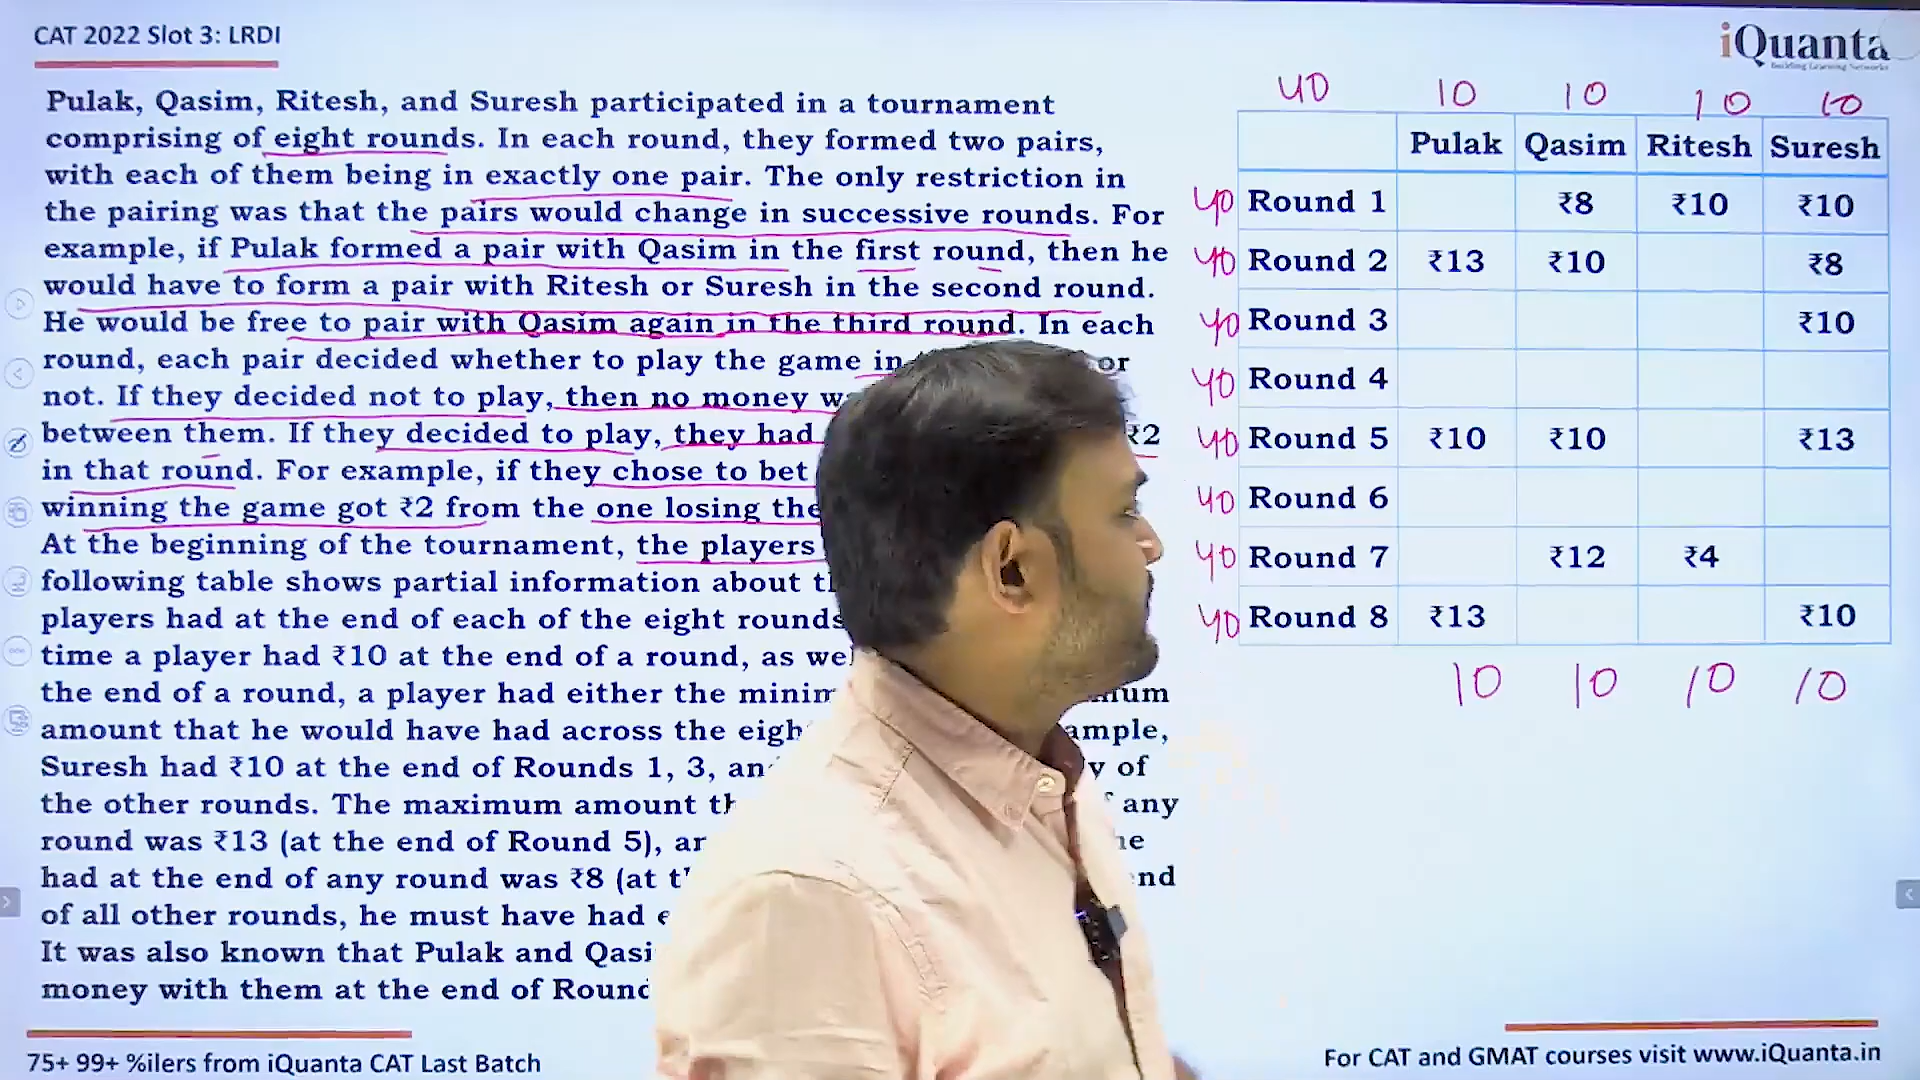 CAT 2022 Slot 3: LRDI
iQuanta
Pulak, Qasim, Ritesh, and Suresh participated in a tournament
comprising of eight rounds. In each round, they formed two pairs,
with each of them being in exactly one pair. The only restriction in
the pairing was that the pairs would change in successive rounds. For
example, if Pulak formed a pair with Qasim in the first round, then he
would have to form a pair with Ritesh or Suresh in the second round.
He would be free to pair with Qasim again in the third round. In each
round, each pair decided whether to play the game in or
not. If they decided not to play, then no money
between them. If they decided to play, they had ₹2
in that round. For example, if they chose to bet
winning the game got ₹2 from the one losing the
At the beginning of the tournament, the players
following table shows partial information about
players had at the end of each of the eight rounds
time a player had ₹10 at the end of a round, as
the end of a round, a player had either the
amount that he would have had across the
Suresh had ₹10 at the end of Rounds 1, 3, of
the other rounds. The maximum amount any
round was ₹13 (at the end of Round 5),
had at the end of any round was ₹8 (at
of all other rounds, he must have had
It was also known that Pulak and
money with them at the end of
40 10 10 10 10
Pulak Qasim Ritesh Suresh
40 Round 1 ₹8 ₹10 ₹10
40 Round 2 ₹13 ₹10 ₹8
40 Round 3 ₹10
40 Round 4
40 Round 5 ₹10 ₹10 ₹13
40 Round 6
40 Round 7 ₹12 ₹4
40 Round 8 ₹13 ₹10
10 10 10 10
75+ 99+ %ilers from iQuanta CAT Last Batch
For CAT and GMAT courses visit www.iQuanta.in